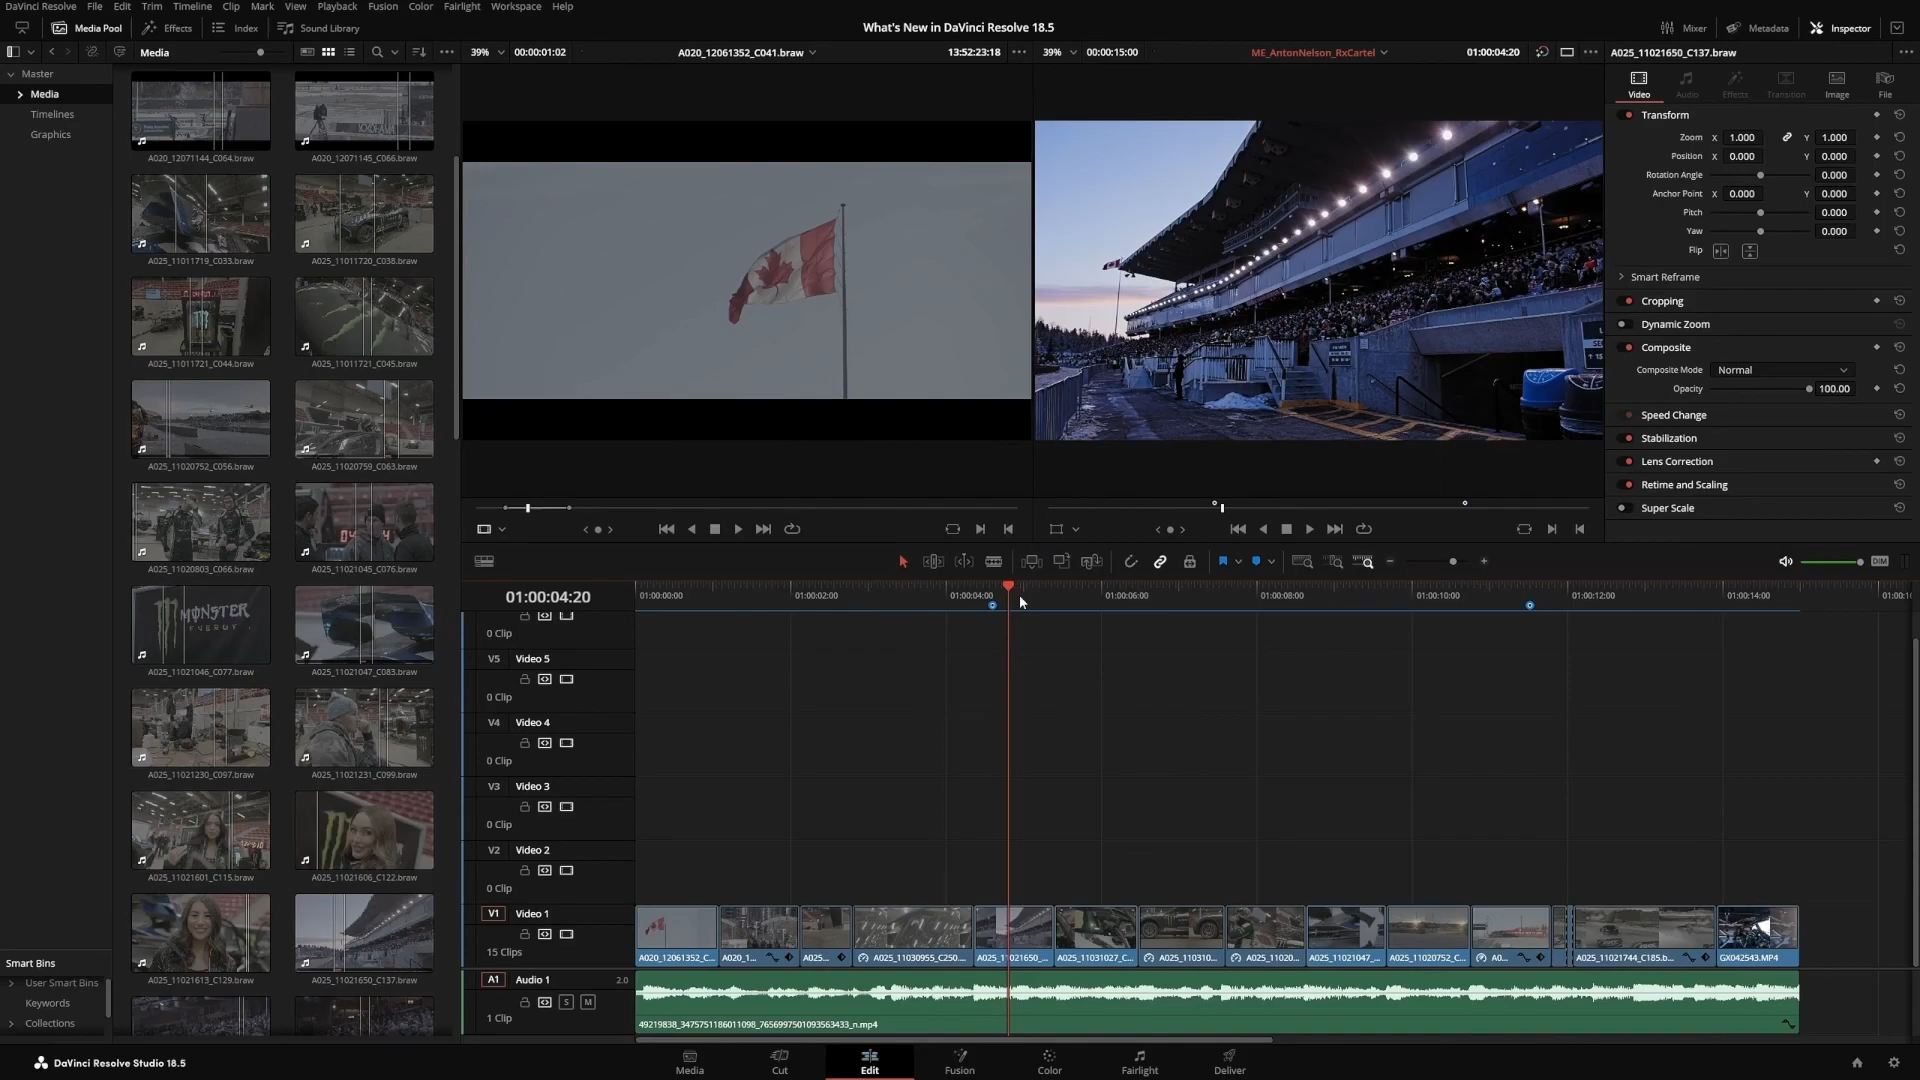 DaVinci Resolve File Edit Trim Timeline Clip Mark View Playback Fusion Color Fairlight Workspace Help
Media Pool Effects Index Sound Library
What's New in DaVinci Resolve 18.5
Mixer Metadata Inspector
Media
39% 00:00:01:02 A020_12061352_C041.braw 13:52:23:18
39% 00:00:15:00 ME_AntonNelson_RxCartel 01:00:04:20
A025_11021650_C137.braw
Master
Media
Timelines
Graphics
A020_12071144_C064.braw A020_12071145_C066.braw
A025_11011719_C033.braw A025_11011720_C038.braw
A025_11011721_C044.braw A025_11011721_C045.braw
A025_11020752_C056.braw A025_11020759_C063.braw
A025_11020803_C066.braw A025_11021045_C076.braw
MONSTER
ENERGY
A025_11021046_C077.braw A025_11021047_C083.braw
A025_11021230_C097.braw A025_11021231_C099.braw
A025_11021601_C115.braw A025_11021606_C122.braw
A025_11021613_C129.braw A025_11021650_C137.braw
Smart Bins
User Smart Bins
Keywords
Collections
Video Audio Effects Transition Image File
Transform
Zoom X 1.000 Y 1.000
Position X 0.000 Y 0.000
Rotation Angle 0.000
Anchor Point X 0.000 Y 0.000
Pitch 0.000
Yaw 0.000
Flip
Smart Reframe
Cropping
Dynamic Zoom
Composite
Composite Mode Normal
Opacity 100.00
Speed Change
Stabilization
Lens Correction
Retime and Scaling
Super Scale
DIM
01:00:04:20
01:00:00:00 01:00:02:00 01:00:04:00 01:00:06:00 01:00:08:00 01:00:10:00 01:00:12:00 01:00:14:00
0 Clip
V5 Video 5
0 Clip
V4 Video 4
0 Clip
V3 Video 3
0 Clip
V2 Video 2
0 Clip
V1 Video 1
15 Clips
A020_12061352_C... A020_1... A025... A025_11030955_C250.... A025_11021650_... A025_11031027_C... A025_110310... A025_11020... A025_11021047_... A025_11020752_C... A0... A025_11021744_C185.b... GX042543.MP4
A1 Audio 1 2.0
S M
1 Clip
49219838_3475751186011098_7656997501093563433_n.mp4
DaVinci Resolve Studio 18.5
Media Cut Edit Fusion Color Fairlight Deliver